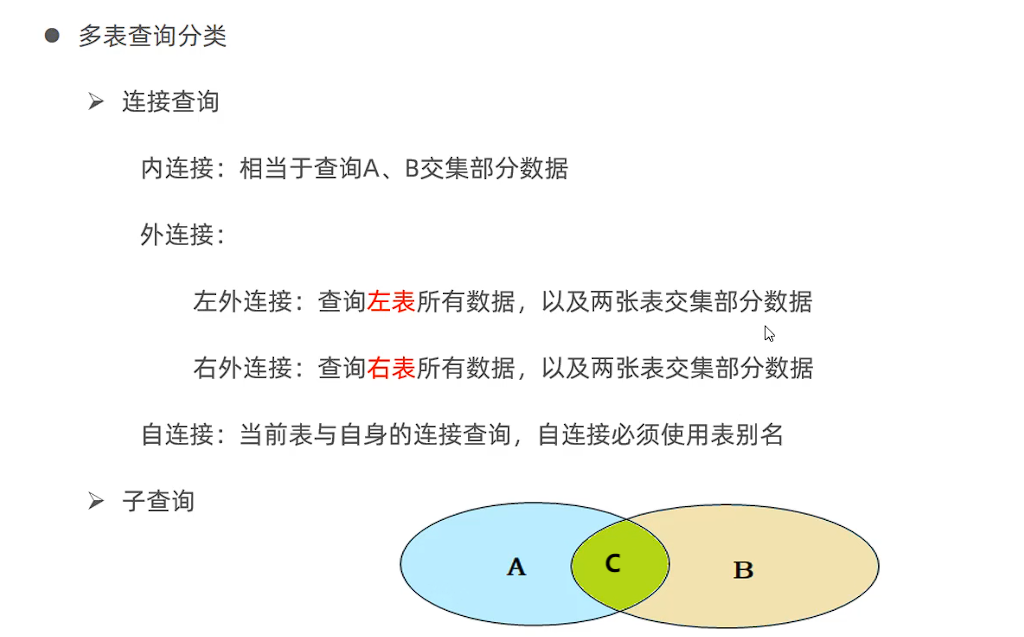 多表查询分类
连接查询
内连接：相当于查询A、B交集部分数据
外连接：
左外连接：查询左表所有数据，以及两张表交集部分数据
右外连接：查询右表所有数据，以及两张表交集部分数据
自连接：当前表与自身的连接查询，自连接必须使用表别名
子查询
A
C
B